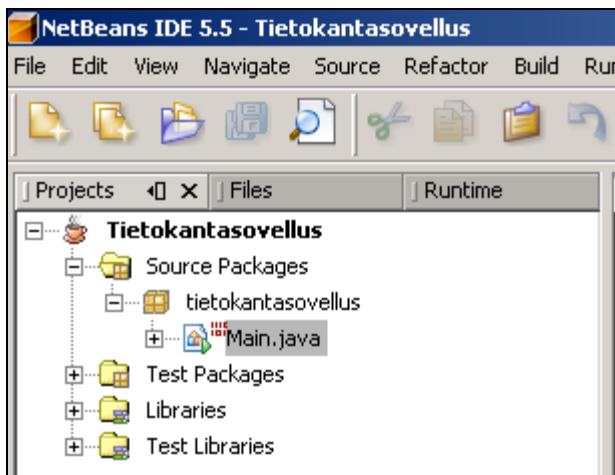 NetBeans IDE 5.5 - Tietokantasovellus
File Edit View Navigate Source Refactor Build
Projects Files Runtime
Tietokantasovellus
Source Packages
tietokantasovellus
Main.java
Test Packages
Libraries
Test Libraries